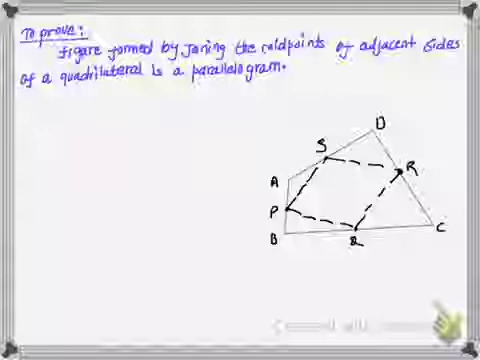 To prove:
Figure formed by joining the midpoints of adjacent sides
of a quadrilateral is a parallelogram.
D
S
R
A
P
B
Q
C